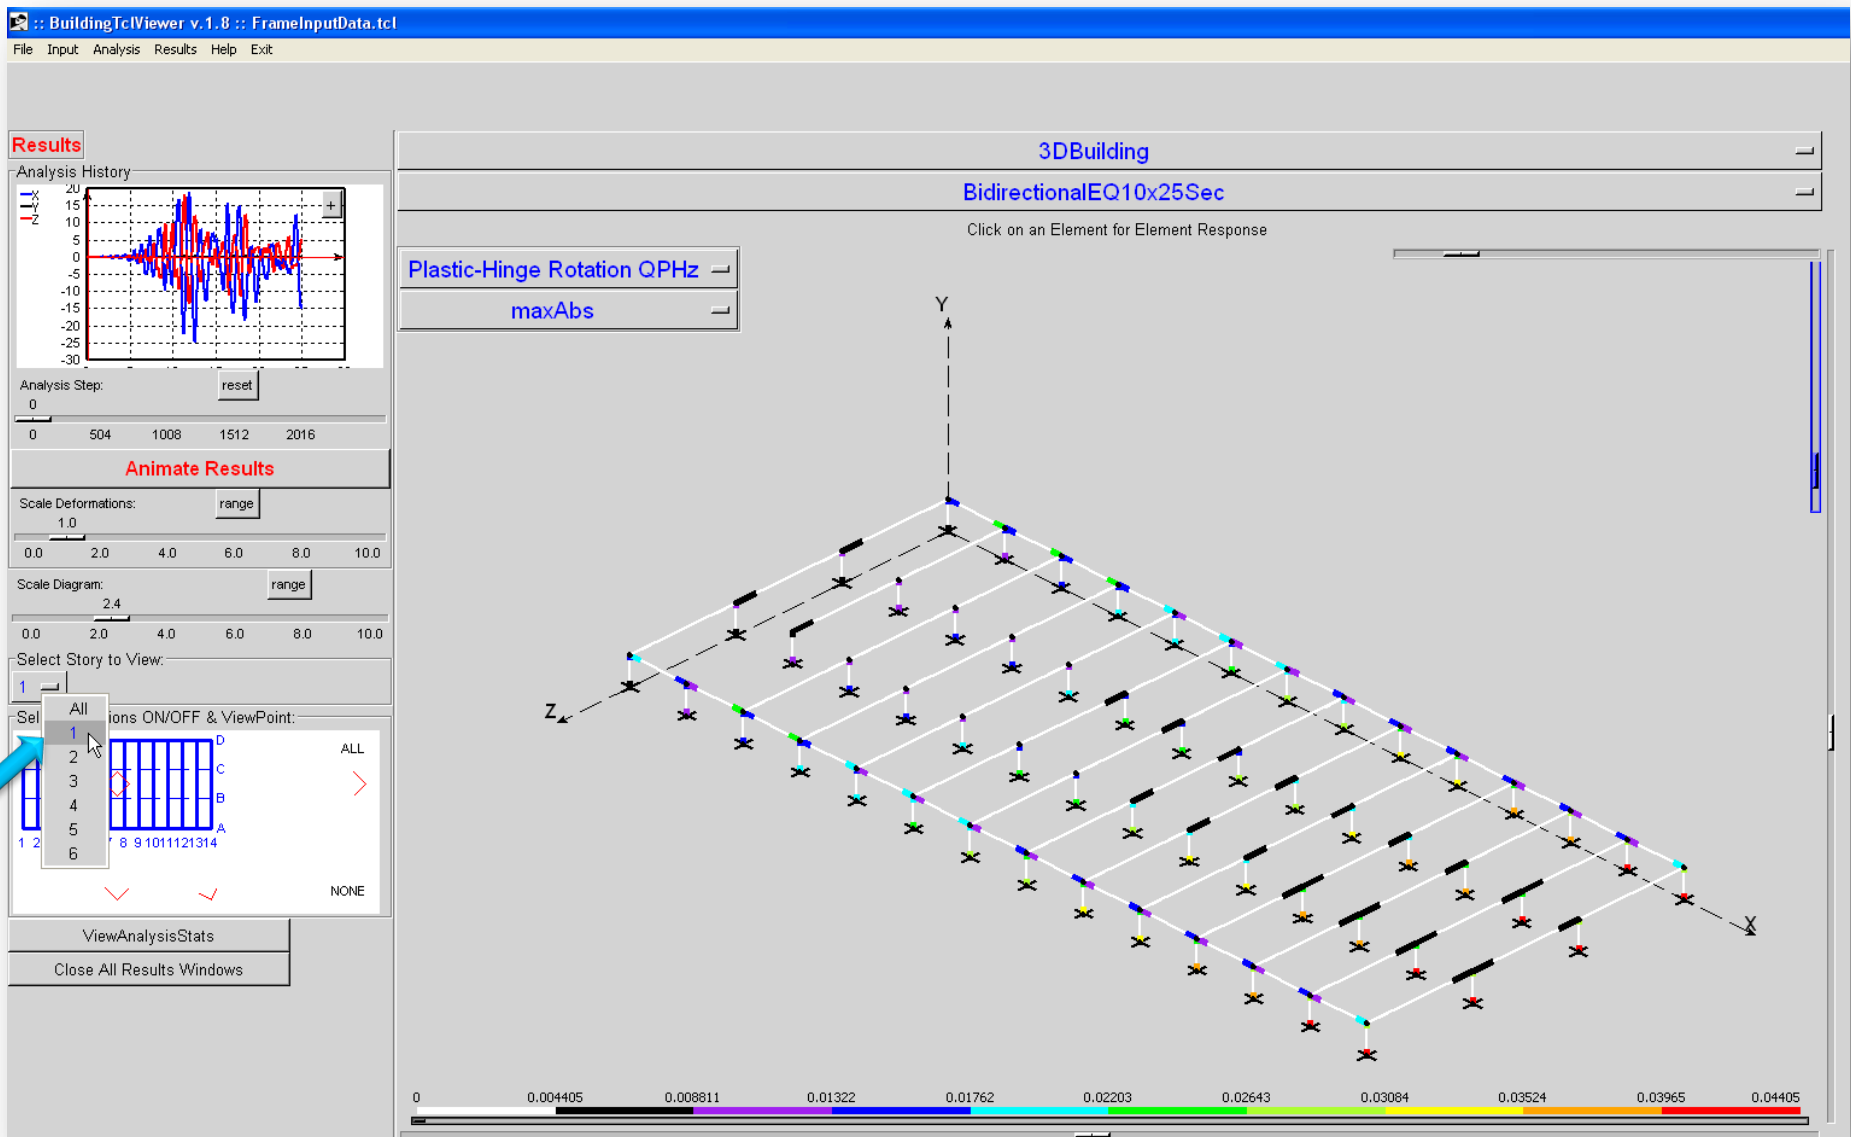 :: BuildingTclViewer v.1.8 :: FrameInputData.tcl
File Input Analysis Results Help Exit
Results
Analysis History
X
Y
Z
20
15
10
5
0
-5
-10
-15
-20
-25
-30
+
Analysis Step:
reset
0
0 504 1008 1512 2016
Animate Results
Scale Deformations:
range
1.0
0.0 2.0 4.0 6.0 8.0 10.0
Scale Diagram:
range
2.4
0.0 2.0 4.0 6.0 8.0 10.0
Select Story to View:
1
All
1
2
3
4
5
6
Sel ions ON/OFF & ViewPoint:
ALL
D
C
B
A
1 2 8 9 10 11 12 13 14
NONE
ViewAnalysisStats
Close All Results Windows
3DBuilding
BidirectionalEQ10x25Sec
Click on an Element for Element Response
Plastic-Hinge Rotation QPHz
maxAbs
Y
Z
X
0 0.004405 0.008811 0.01322 0.01762 0.02203 0.02643 0.03084 0.03524 0.03965 0.04405